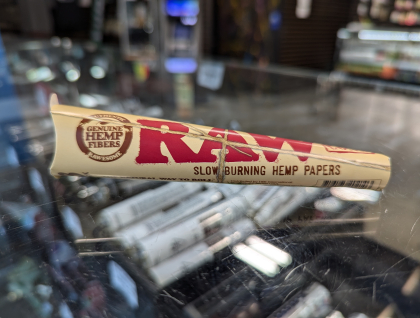 GENUINE
HEMP
FIBERS
RAW
SLOW BURNING HEMP PAPERS